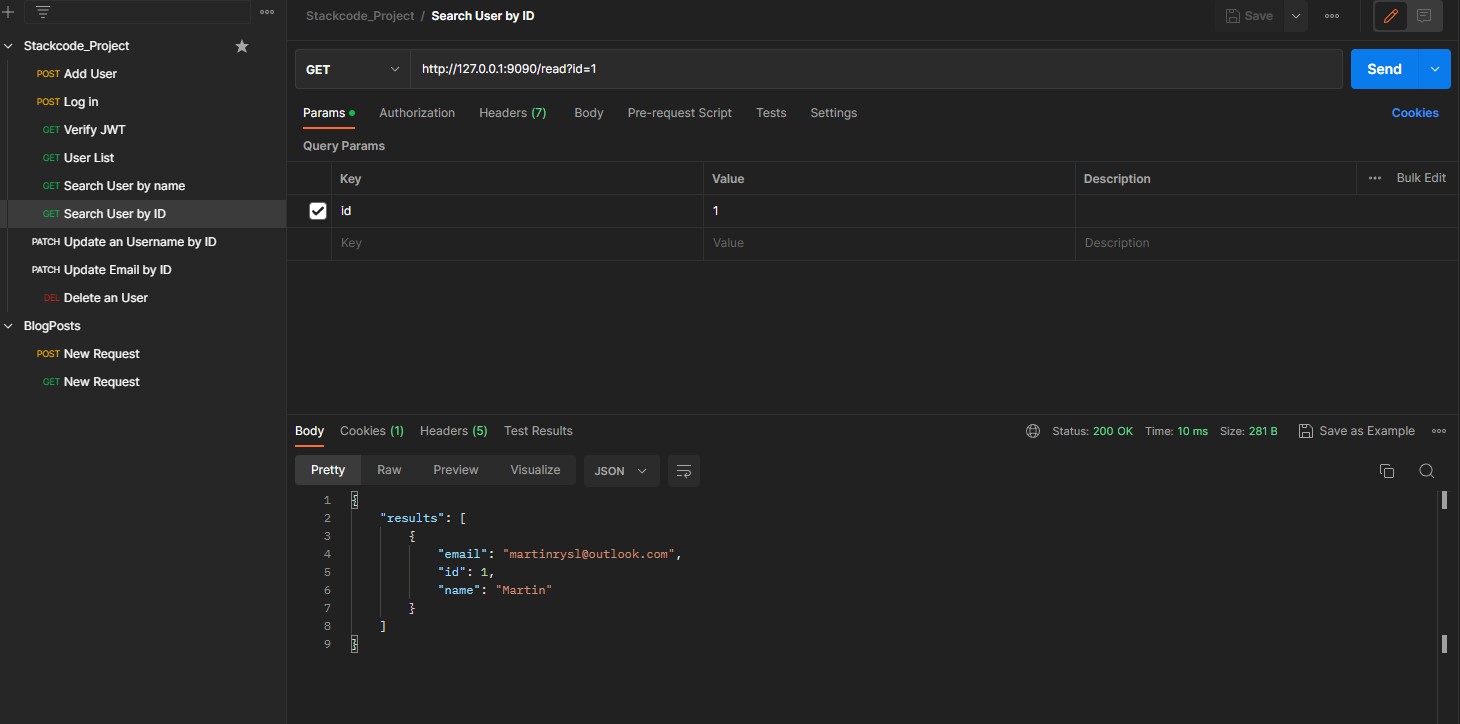 Stackcode_Project / Search User by ID
Save
Stackcode_Project
POST Add User
POST Log in
GET Verify JWT
GET User List
GET Search User by name
GET Search User by ID
PATCH Update an Username by ID
PATCH Update Email by ID
DEL Delete an User
BlogPosts
POST New Request
GET New Request
GET http://127.0.0.1:9090/read?id=1 Send
Params Authorization Headers (7) Body Pre-request Script Tests Settings Cookies
Query Params
Key Value Description Bulk Edit
id 1
Key Value Description
Body Cookies (1) Headers (5) Test Results Status: 200 OK Time: 10 ms Size: 281 B Save as Example
Pretty Raw Preview Visualize JSON
1 {
2 "results": [
3 {
4 "email": "martinrysl@outlook.com",
5 "id": 1,
6 "name": "Martin"
7 }
8 ]
9 }